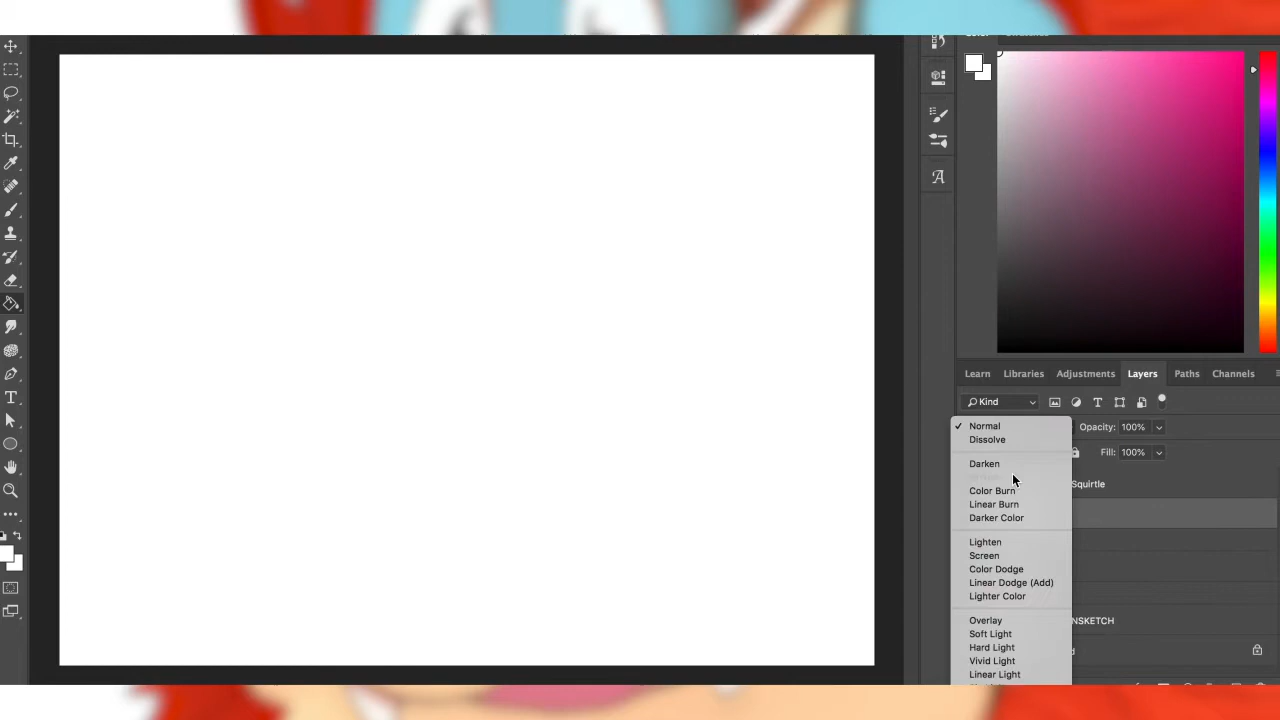 Learn Libraries Adjustments Layers Paths Channels
Kind
Normal
Opacity: 100%
Dissolve
Fill: 100%
Darken
Squirtle
Color Burn
Linear Burn
Darker Color
Lighten
Screen
Color Dodge
Linear Dodge (Add)
Lighter Color
Overlay
NSKETCH
Soft Light
Hard Light
Vivid Light
Linear Light